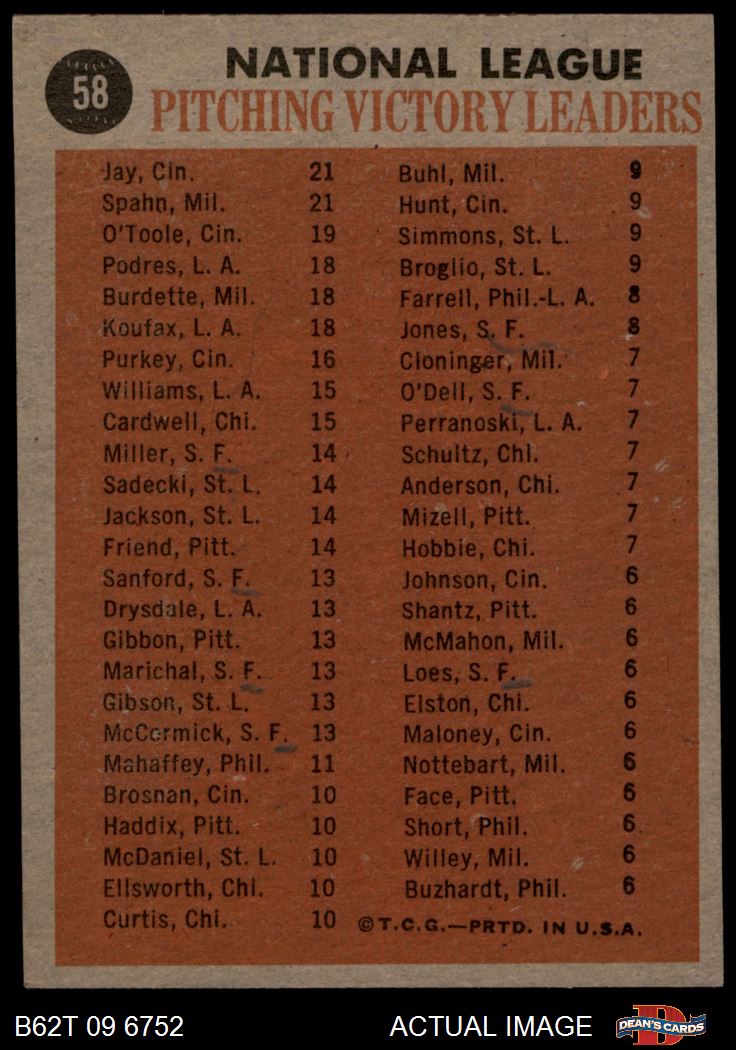 58
NATIONAL LEAGUE
PITCHING VICTORY LEADERS
Jay, Cin. 21
Spahn, Mil. 21
O'Toole, Cin. 19
Podres, L. A. 18
Burdette, Mil. 18
Koufax, L. A. 18
Purkey, Cin. 16
Williams, L. A. 15
Cardwell, Chi. 15
Miller, S. F. 14
Sadecki, St. L. 14
Jackson, St. L. 14
Friend, Pitt. 14
Sanford, S. F. 13
Drysdale, L. A. 13
Gibbon, Pitt. 13
Marichal, S. F. 13
Gibson, St. L. 13
McCormick, S. F. 13
Mahaffey, Phil. 11
Brosnan, Cin. 10
Haddix, Pitt. 10
McDaniel, St. L. 10
Ellsworth, Chi. 10
Curtis, Chi. 10
Buhl, Mil. 9
Hunt, Cin. 9
Simmons, St. L. 9
Broglio, St. L. 9
Farrell, Phil.-L. A. 8
Jones, S. F. 8
Cloninger, Mil. 7
O'Dell, S. F. 7
Perranoski, L. A. 7
Schultz, Chi. 7
Anderson, Chi. 7
Mizell, Pitt. 7
Hobbie, Chi. 7
Johnson, Cin. 6
Shantz, Pitt. 6
McMahon, Mil. 6
Loes, S. F. 6
Elston, Chi. 6
Maloney, Cin. 6
Nottebart, Mil. 6
Face, Pitt. 6
Short, Phil. 6
Willey, Mil. 6
Buzhardt, Phil. 6
©T.C.G.—PRTD. IN U.S.A.
B62T 09 6752 ACTUAL IMAGE
D
DEAN'S CARDS